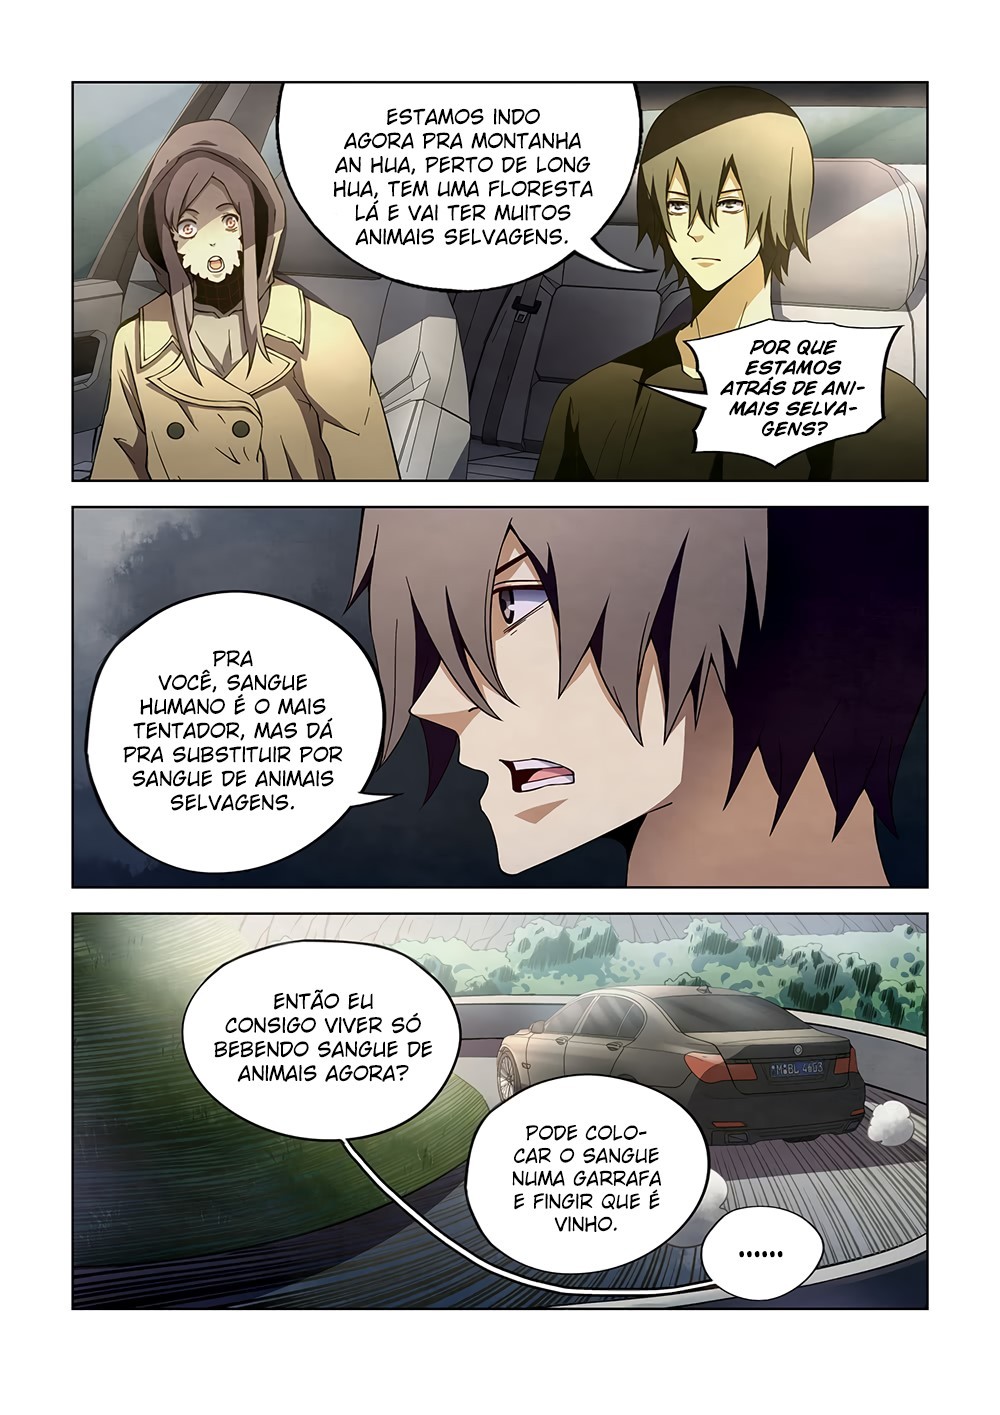 ESTAMOS INDO
AGORA PRA MONTANHA
AN HUA, PERTO DE LONG
HUA, TEM UMA FLORESTA
LÁ E VAI TER MUITOS
ANIMAIS SELVAGENS.
POR QUE
ESTAMOS
ATRÁS DE ANI-
MAIS SELVA-
GENS?
PRA
VOCÊ, SANGUE
HUMANO É O MAIS
TENTADOR, MAS DÁ
PRA SUBSTITUIR POR
SANGUE DE ANIMAIS
SELVAGENS.
ENTÃO EU
CONSIGO VIVER SÓ
BEBENDO SANGUE DE
ANIMAIS AGORA?
PODE COLO-
CAR O SANGUE
NUMA GARRAFA
E FINGIR QUE É
VINHO.
......